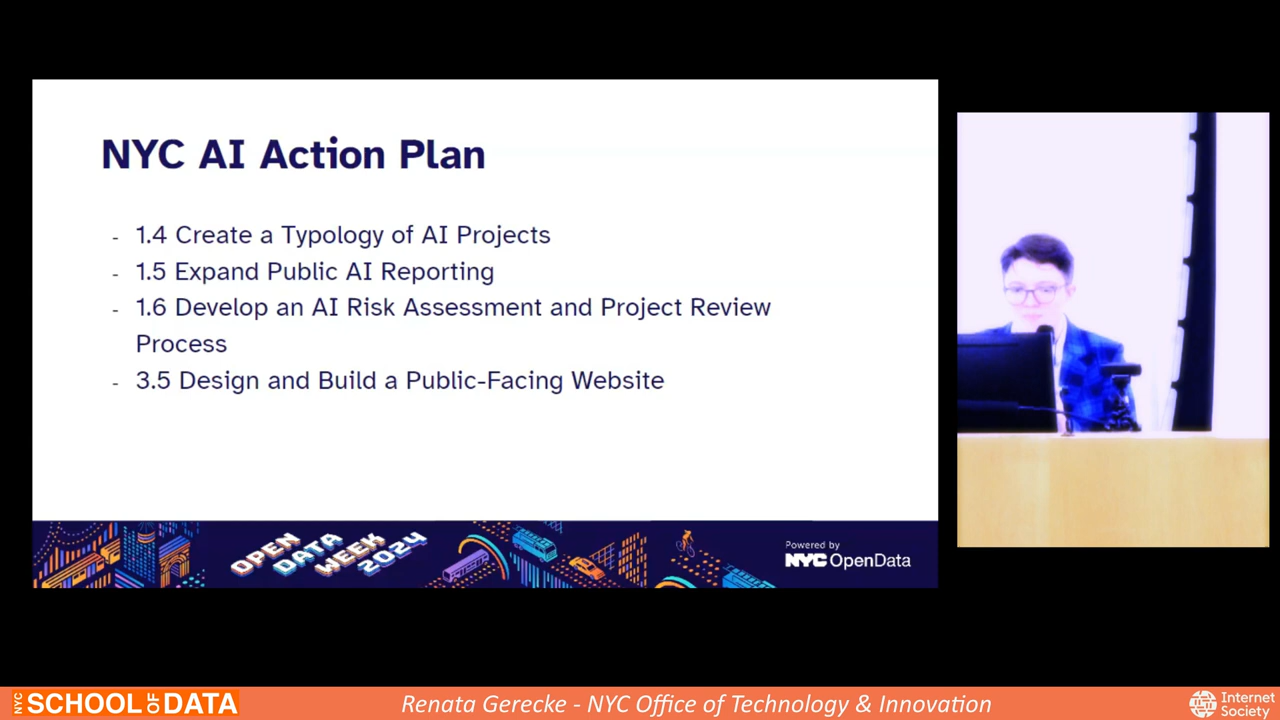 NYC AI Action Plan
- 1.4 Create a Typology of AI Projects
- 1.5 Expand Public AI Reporting
- 1.6 Develop an AI Risk Assessment and Project Review
Process
- 3.5 Design and Build a Public-Facing Website
OPEN
DATA
WEEK
2024
Powered by
NYC OpenData
NYC SCHOOL OF DATA
Renata Gerecke - NYC Office of Technology & Innovation
Internet
Society